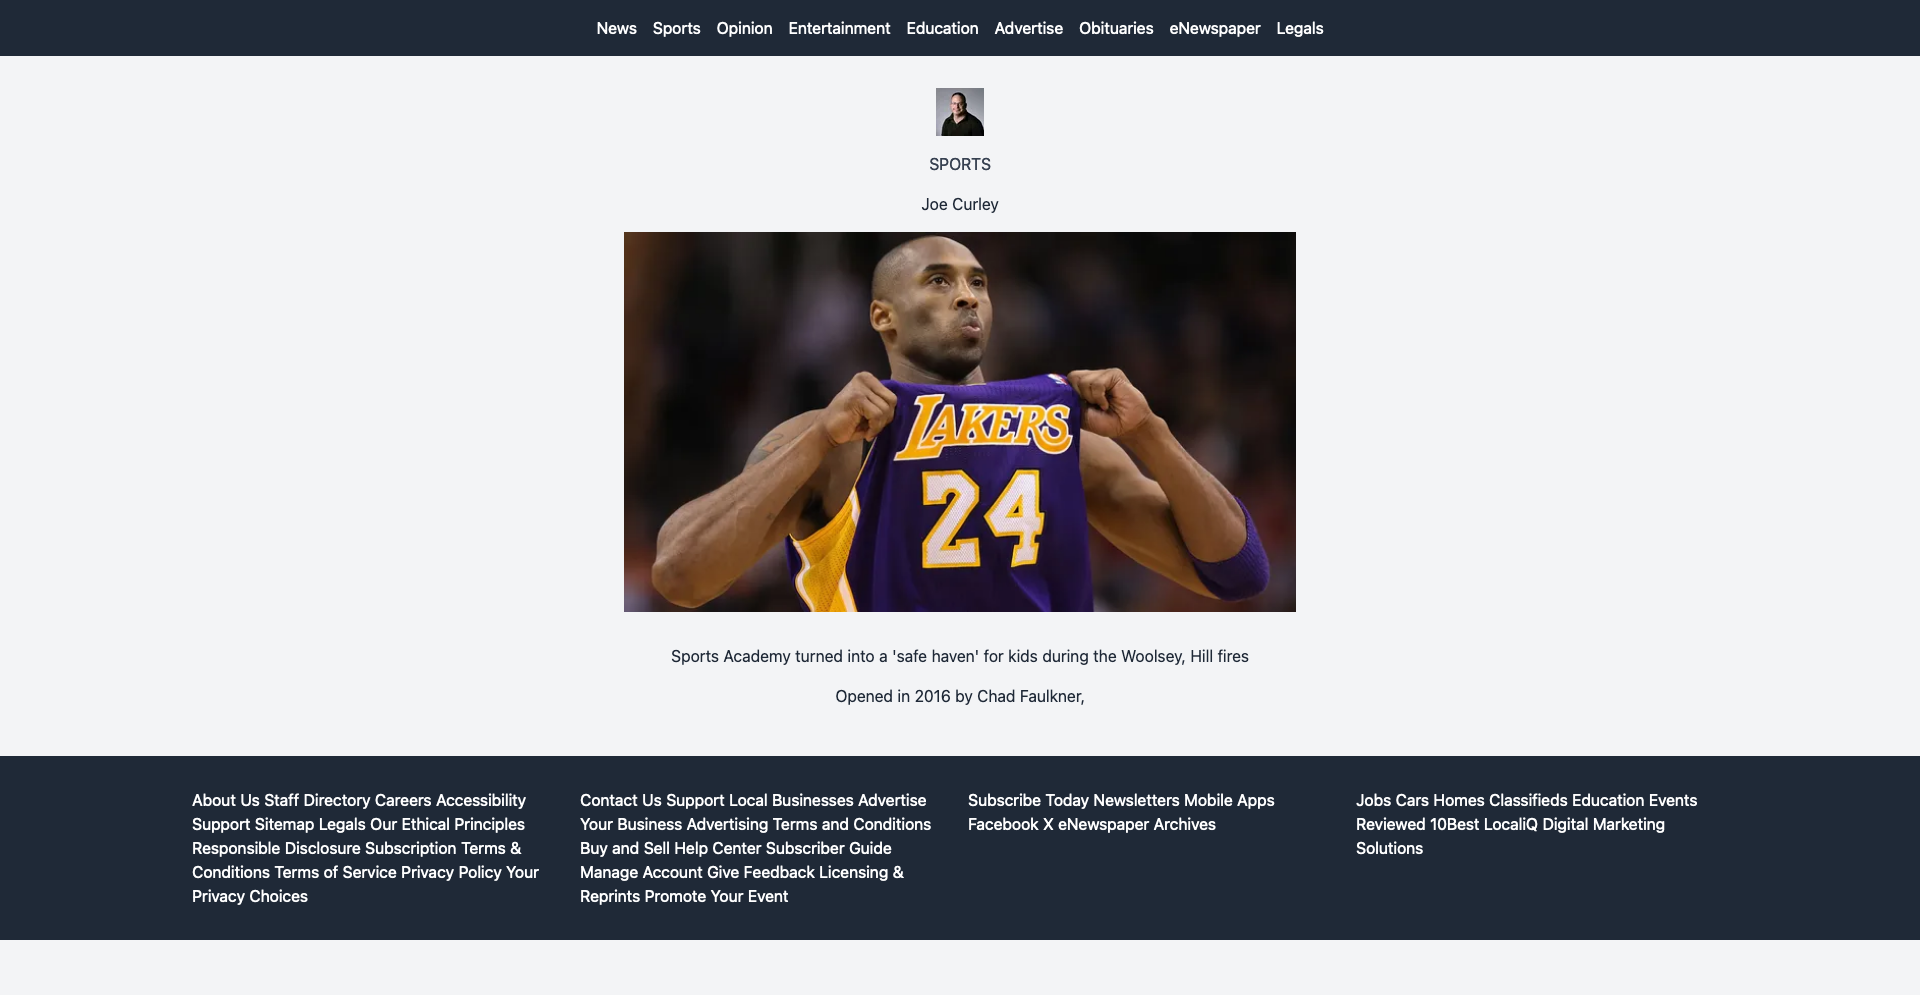 News Sports Opinion Entertainment Education Advertise Obituaries eNewspaper Legals
SPORTS
Joe Curley
LAKERS
24
Sports Academy turned into a 'safe haven' for kids during the Woolsey, Hill fires
Opened in 2016 by Chad Faulkner,
About Us Staff Directory Careers Accessibility
Support Sitemap Legals Our Ethical Principles
Responsible Disclosure Subscription Terms &
Conditions Terms of Service Privacy Policy Your
Privacy Choices
Contact Us Support Local Businesses Advertise
Your Business Advertising Terms and Conditions
Buy and Sell Help Center Subscriber Guide
Manage Account Give Feedback Licensing &
Reprints Promote Your Event
Subscribe Today Newsletters Mobile Apps
Facebook X eNewspaper Archives
Jobs Cars Homes Classifieds Education Events
Reviewed 10Best LocaliQ Digital Marketing
Solutions